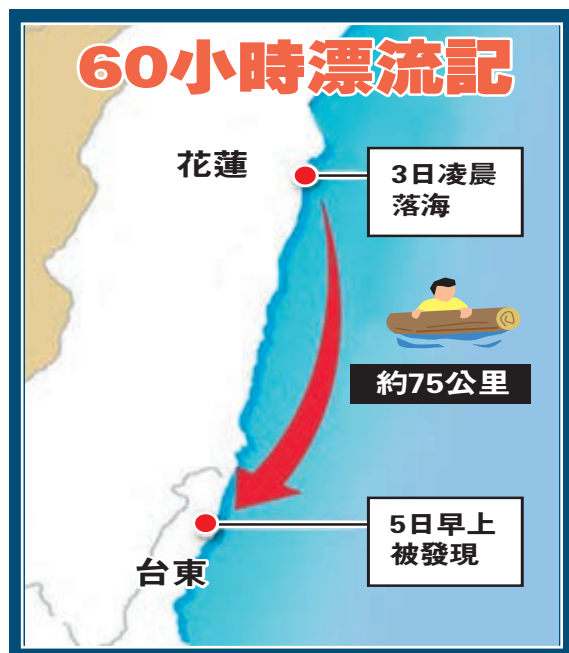 60小時漂流記
花蓮
3日凌晨
落海
約75公里
5日早上
被發現
台東